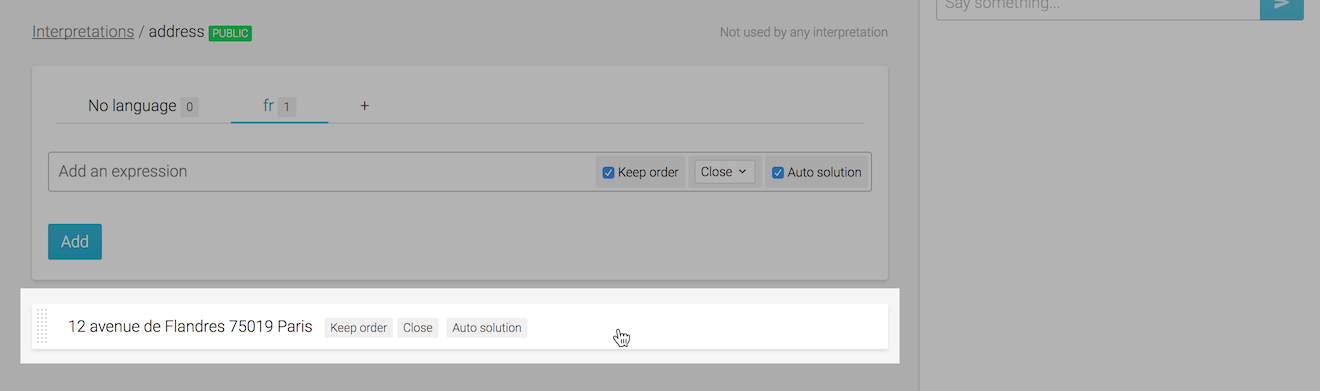 Say something...
Interpretations / address PUBLIC
Not used by any interpretation
No language 0 fr 1 +
Add an expression Keep order Close Auto solution
Add
12 avenue de Flandres 75019 Paris Keep order Close Auto solution